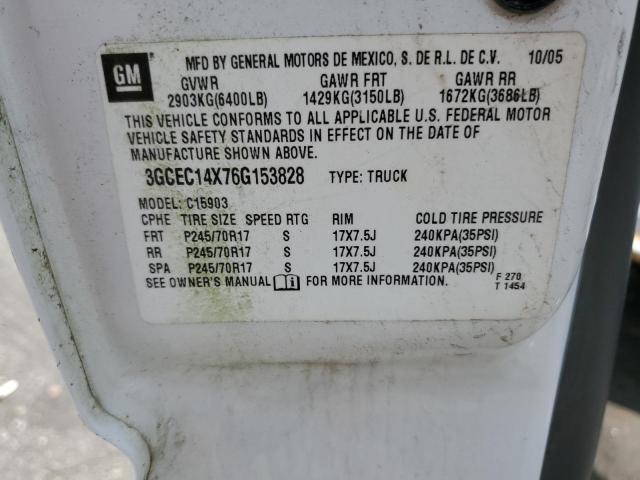 GM
MFD BY GENERAL MOTORS DE MEXICO, S. DE R.L. DE C.V. 10/05
GVWR GAWR FRT GAWR RR
2903KG(6400LB) 1429KG(3150LB) 1672KG(3686LB)
THIS VEHICLE CONFORMS TO ALL APPLICABLE U.S. FEDERAL MOTOR
VEHICLE SAFETY STANDARDS IN EFFECT ON THE DATE OF
MANUFACTURE SHOWN ABOVE.
3GCEC14X76G153828 TYPE: TRUCK
MODEL: C15903
CPHE TIRE SIZE SPEED RTG RIM COLD TIRE PRESSURE
FRT P245/70R17 S 17X7.5J 240KPA(35PSI)
RR P245/70R17 S 17X7.5J 240KPA(35PSI)
SPA P245/70R17 S 17X7.5J 240KPA(35PSI)
SEE OWNER'S MANUAL FOR MORE INFORMATION. F 270
T 1454